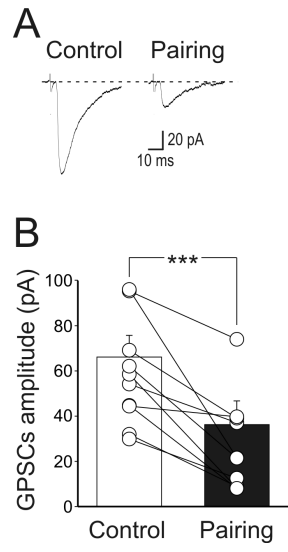 A
Control Pairing
20 pA
10 ms
B
***
GPSCs amplitude (pA)
100
80
60
40
20
0
Control Pairing